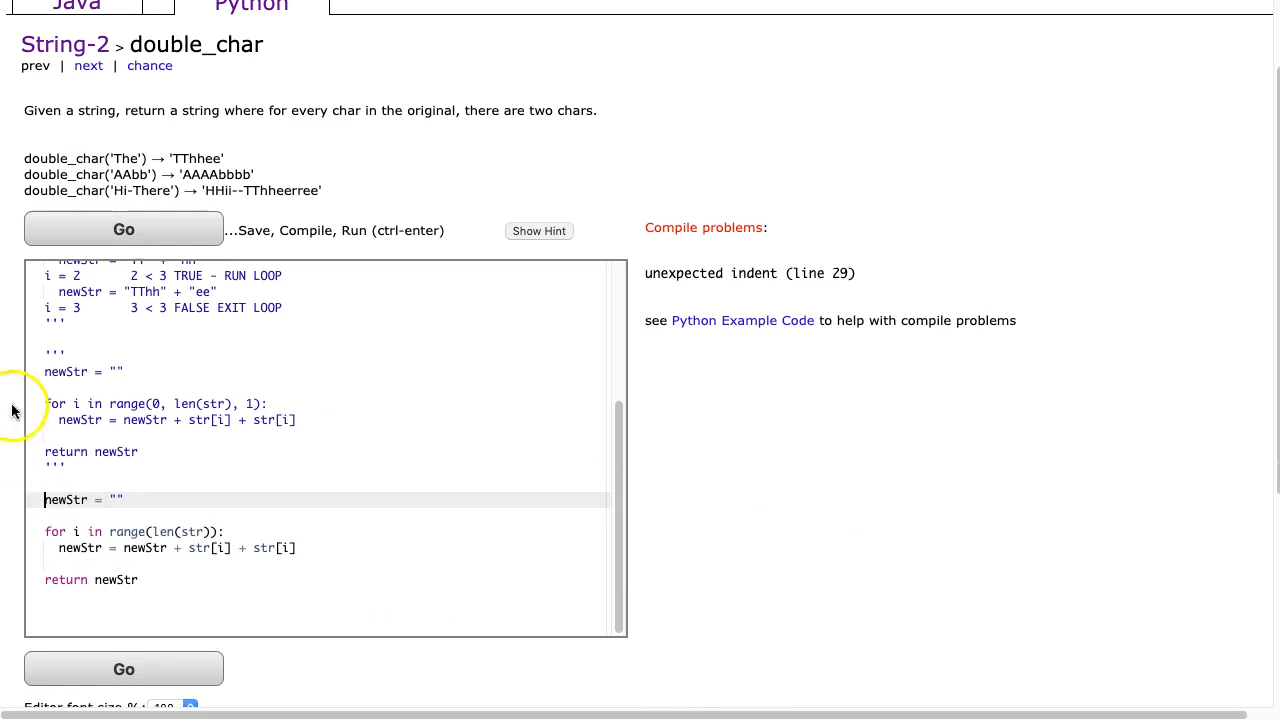 Java Python
String-2 > double_char
prev | next | chance
Given a string, return a string where for every char in the original, there are two chars.
double_char('The') → 'TThhee'
double_char('AAbb') → 'AAAAbbbb'
double_char('Hi-There') → 'HHii--TThheerree'
Go ...Save, Compile, Run (ctrl-enter) Show Hint
Compile problems:
unexpected indent (line 29)
see Python Example Code to help with compile problems
i = 2 2 < 3 TRUE - RUN LOOP
newStr = "TThh" + "ee"
i = 3 3 < 3 FALSE EXIT LOOP
'''
'''
newStr = ""
for i in range(0, len(str), 1):
newStr = newStr + str[i] + str[i]
return newStr
'''
newStr = ""
for i in range(len(str)):
newStr = newStr + str[i] + str[i]
return newStr
Go
Editor font size %: 100